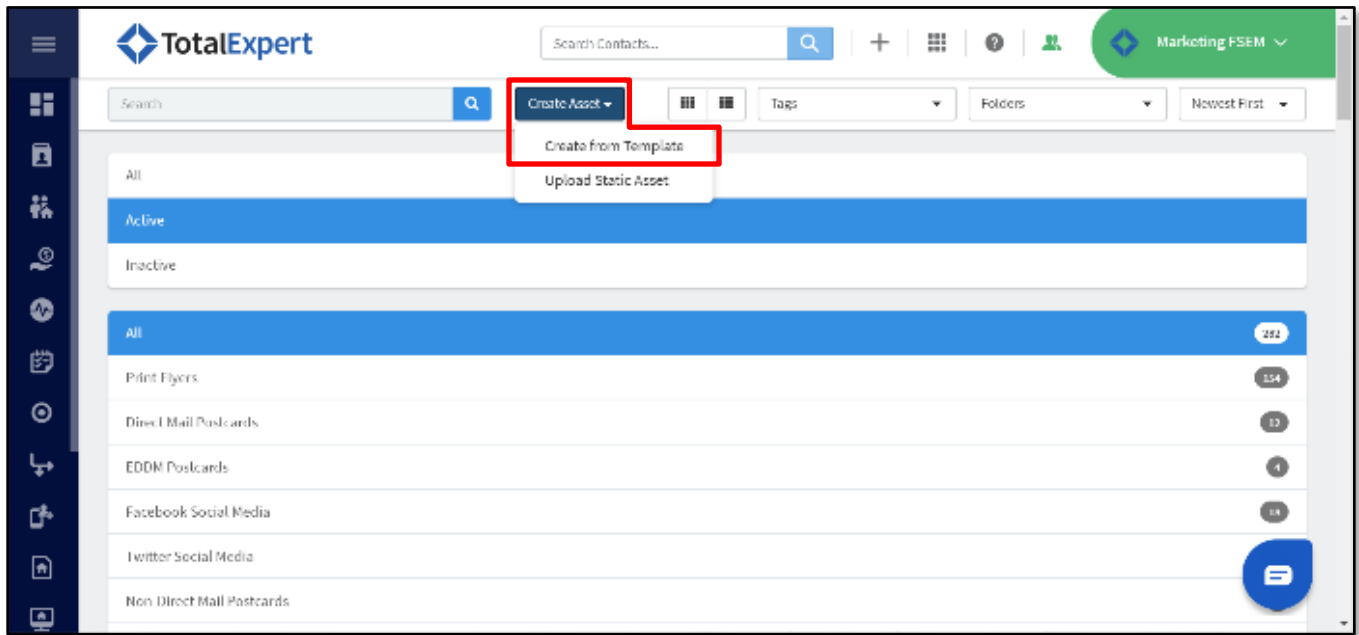 TotalExpert
Search Contacts...
Marketing FSEM
Search
Create Asset
Tags
Folders
Newest First
Create from Template
Upload Static Asset
All
Active
Inactive
All 282
Print Flyers 154
Direct Mail Postcards 12
EDDM Postcards 4
Facebook Social Media
Twitter Social Media
Non Direct Mail Postcards